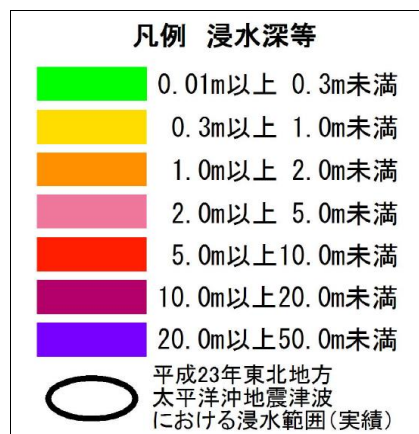 凡例 浸水深等
0.01m以上 0.3m未満
0.3m以上 1.0m未満
1.0m以上 2.0m未満
2.0m以上 5.0m未満
5.0m以上10.0m未満
10.0m以上20.0m未満
20.0m以上50.0m未満
平成23年東北地方
太平洋沖地震津波
における浸水範囲(実績)